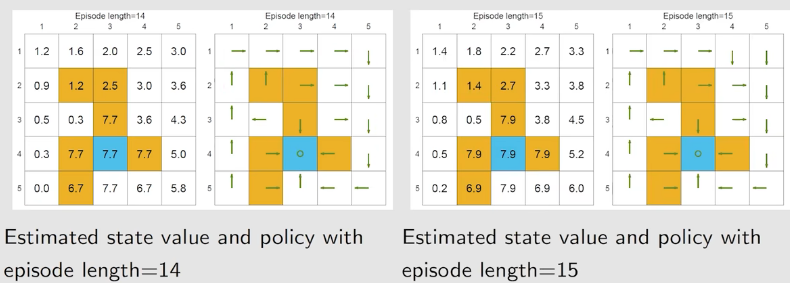 Episode length=14
1 2 3 4 5
1 1.2 1.6 2.0 2.5 3.0
2 0.9 1.2 2.5 3.0 3.6
3 0.5 0.3 7.7 3.6 4.3
4 0.3 7.7 7.7 7.7 5.0
5 0.0 6.7 7.7 6.7 5.8
Episode length=14
1 2 3 4 5
1
2
3
4
5
Estimated state value and policy with
episode length=14
Episode length=15
1 2 3 4 5
1 1.4 1.8 2.2 2.7 3.3
2 1.1 1.4 2.7 3.3 3.8
3 0.8 0.5 7.9 3.8 4.5
4 0.5 7.9 7.9 7.9 5.2
5 0.2 6.9 7.9 6.9 6.0
Episode length=15
1 2 3 4 5
1
2
3
4
5
Estimated state value and policy with
episode length=15